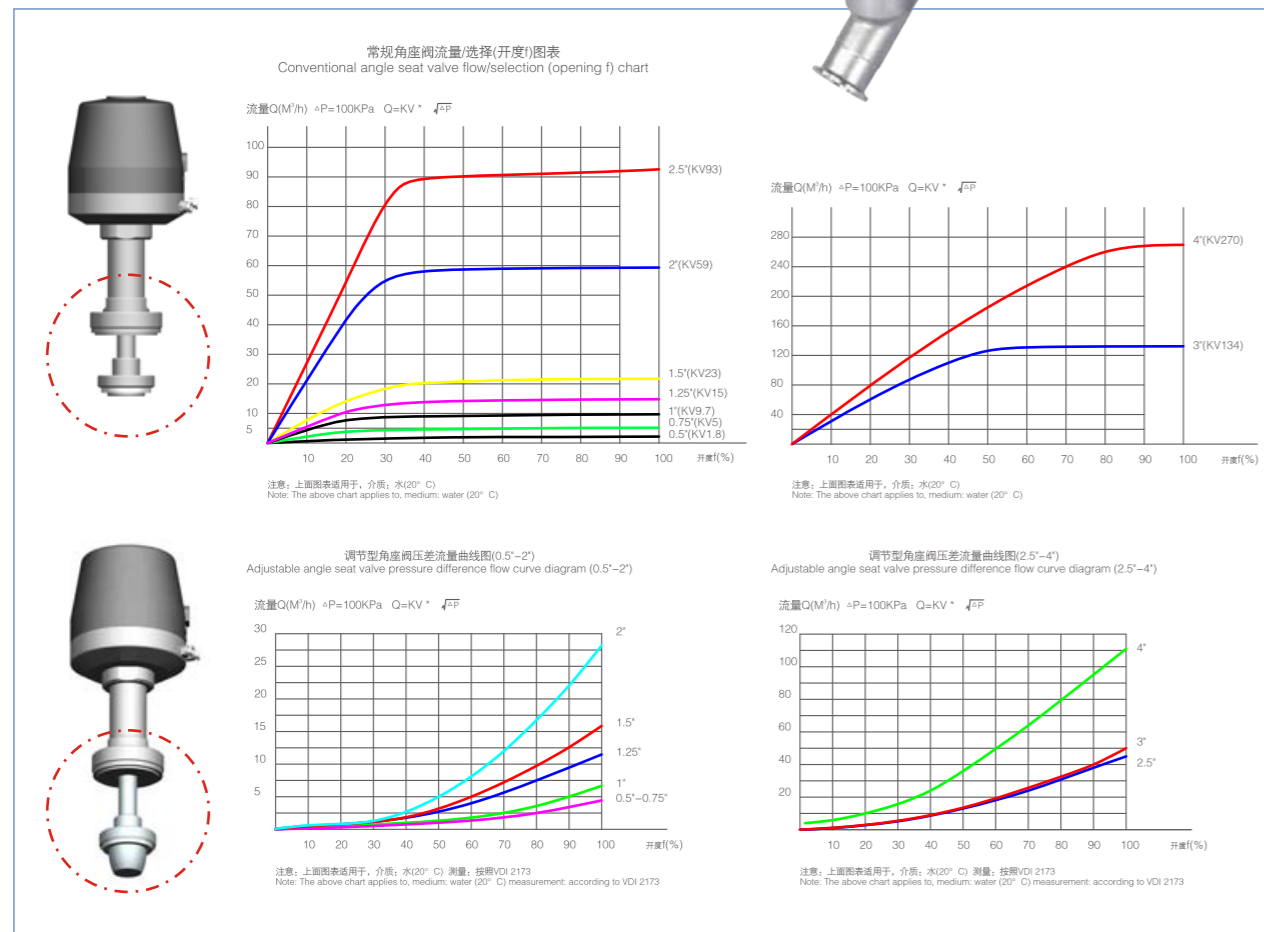 常规角座阀流量/选择(开度f)图表
Conventional angle seat valve flow/selection (opening f) chart
流量Q(M³/h) △P=100KPa Q=KV * √△P
100
90
80
70
60
50
40
30
20
10
5
2.5"(KV93)
2"(KV59)
1.5"(KV23)
1.25"(KV15)
1"(KV9.7)
0.75"(KV5)
0.5"(KV1.8)
10 20 30 40 50 60 70 80 90 100 开度f(%)
注意：上面图表适用于，介质：水(20° C)
Note: The above chart applies to, medium: water (20° C)
流量Q(M³/h) △P=100KPa Q=KV * √△P
280
240
200
160
120
80
40
4"(KV270)
3"(KV134)
10 20 30 40 50 60 70 80 90 100 开度f(%)
注意：上面图表适用于，介质：水(20° C)
Note: The above chart applies to, medium: water (20° C)
调节型角座阀压差流量曲线图(0.5"-2")
Adjustable angle seat valve pressure difference flow curve diagram (0.5"-2")
流量Q(M³/h) △P=100KPa Q=KV * √△P
30
25
20
15
10
5
2"
1.5"
1.25"
1"
0.5"-0.75"
10 20 30 40 50 60 70 80 90 100 开度f(%)
注意：上面图表适用于，介质：水(20° C) 测量：按照VDI 2173
Note: The above chart applies to, medium: water (20° C) measurement: according to VDI 2173
调节型角座阀压差流量曲线图(2.5"-4")
Adjustable angle seat valve pressure difference flow curve diagram (2.5"-4")
流量Q(M³/h) △P=100KPa Q=KV * √△P
120
100
80
60
40
20
4"
3"
2.5"
10 20 30 40 50 60 70 80 90 100 开度f(%)
注意：上面图表适用于，介质：水(20° C) 测量：按照VDI 2173
Note: The above chart applies to, medium: water (20° C) measurement: according to VDI 2173